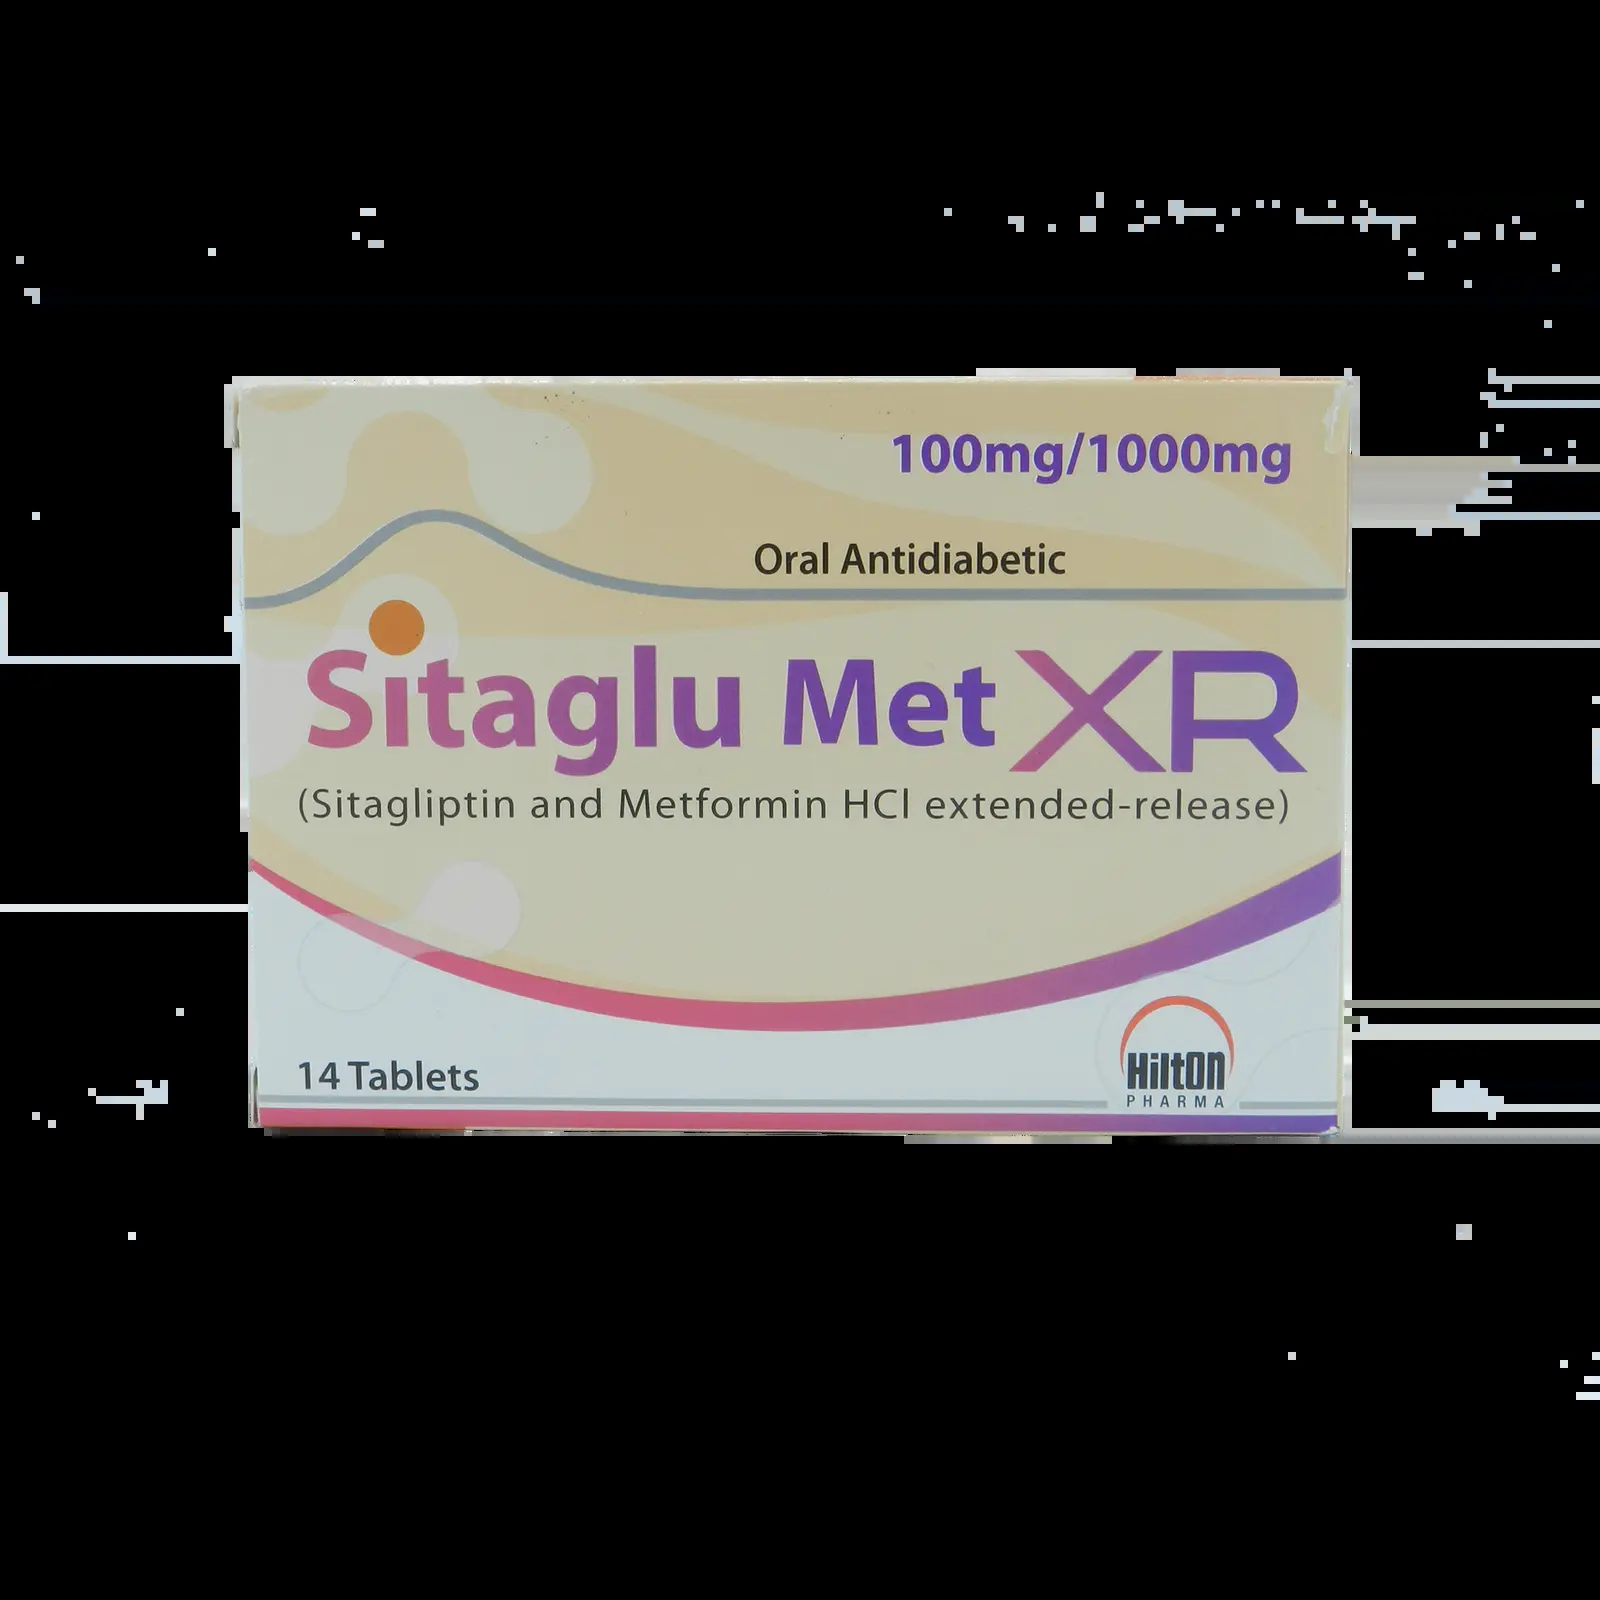 100mg/1000mg
Oral Antidiabetic
Sitaglu Met XR
(Sitagliptin and Metformin HCl extended-release)
14 Tablets
HiltOn
PHARMA